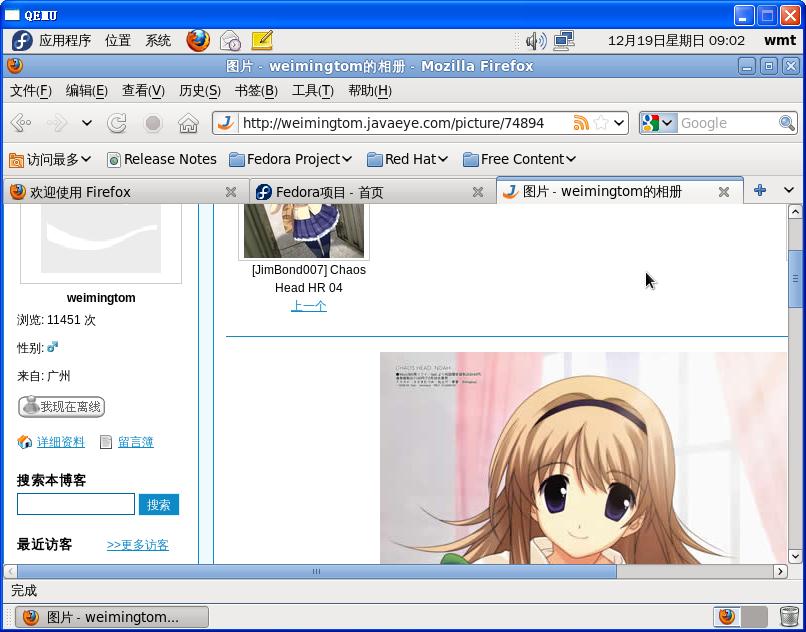 QEMU
应用程序 位置 系统 12月19日星期日 09:02 wmt
图片 - weimingtom的相册 - Mozilla Firefox
文件(F) 编辑(E) 查看(V) 历史(S) 书签(B) 工具(T) 帮助(H)
http://weimingtom.javaeye.com/picture/74894 Google
访问最多 Release Notes Fedora Project Red Hat Free Content
欢迎使用 Firefox Fedora项目 - 首页 图片 - weimingtom的相册
[JimBond007] Chaos
Head HR 04
上一个
weimingtom
浏览: 11451 次
性别:
来自: 广州
我现在离线
详细资料 留言簿
搜索本博客
搜索
最近访客 >>更多访客
CHAOS HEAD NOAH
完成
图片 - weimingtom...